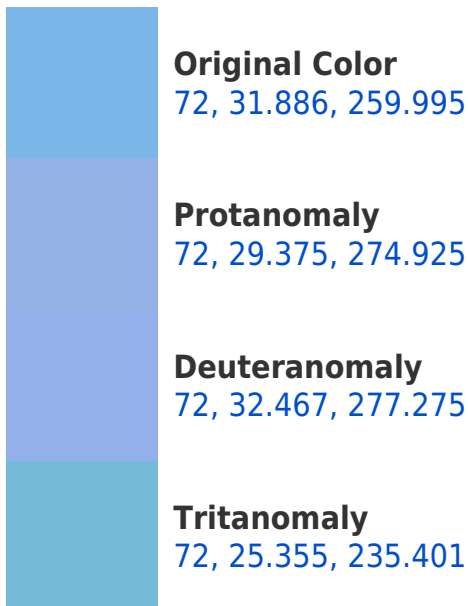 Original Color
72, 31.886, 259.995
Protanomaly
72, 29.375, 274.925
Deuteranomaly
72, 32.467, 277.275
Tritanomaly
72, 25.355, 235.401